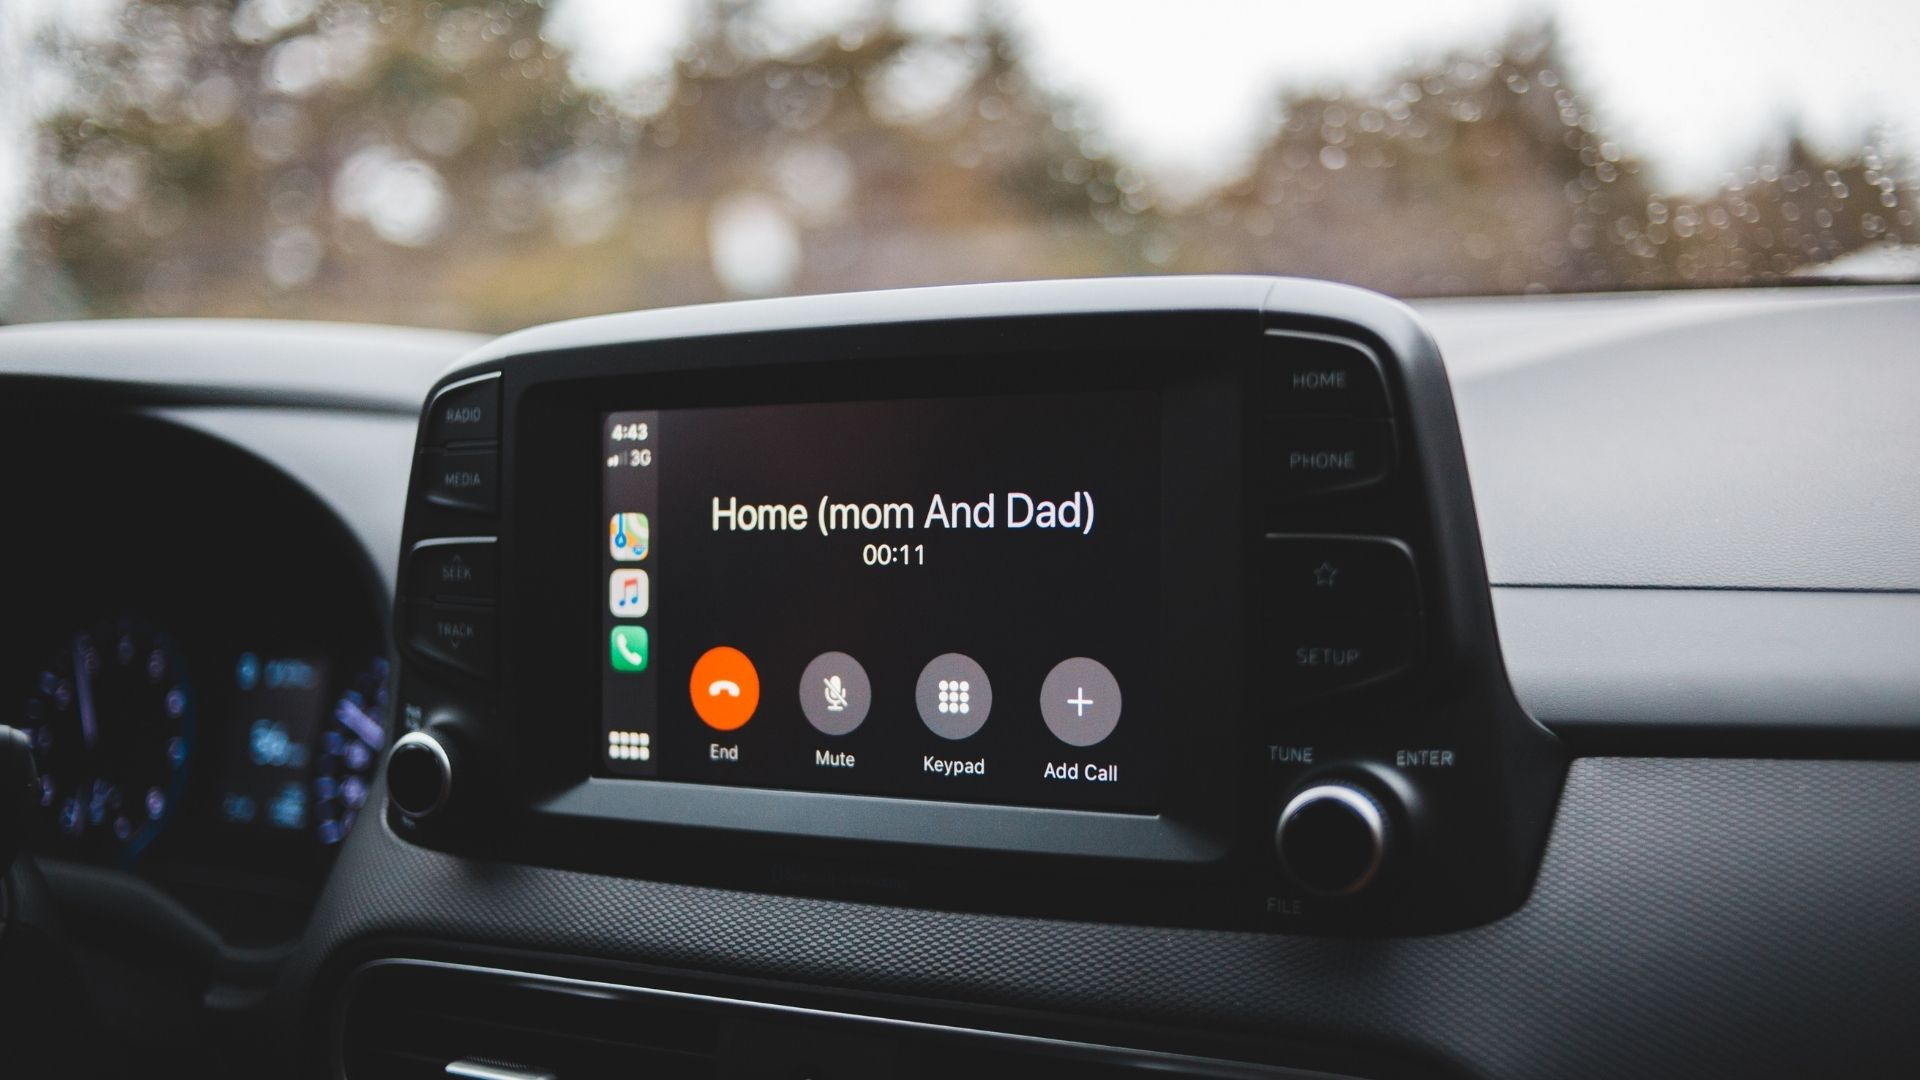 RADIO
MEDIA
SEEK
TRACK
4:43
3G
Home (mom And Dad)
00:11
End
Mute
Keypad
Add Call
HOME
PHONE
SETUP
TUNE
ENTER
FILE